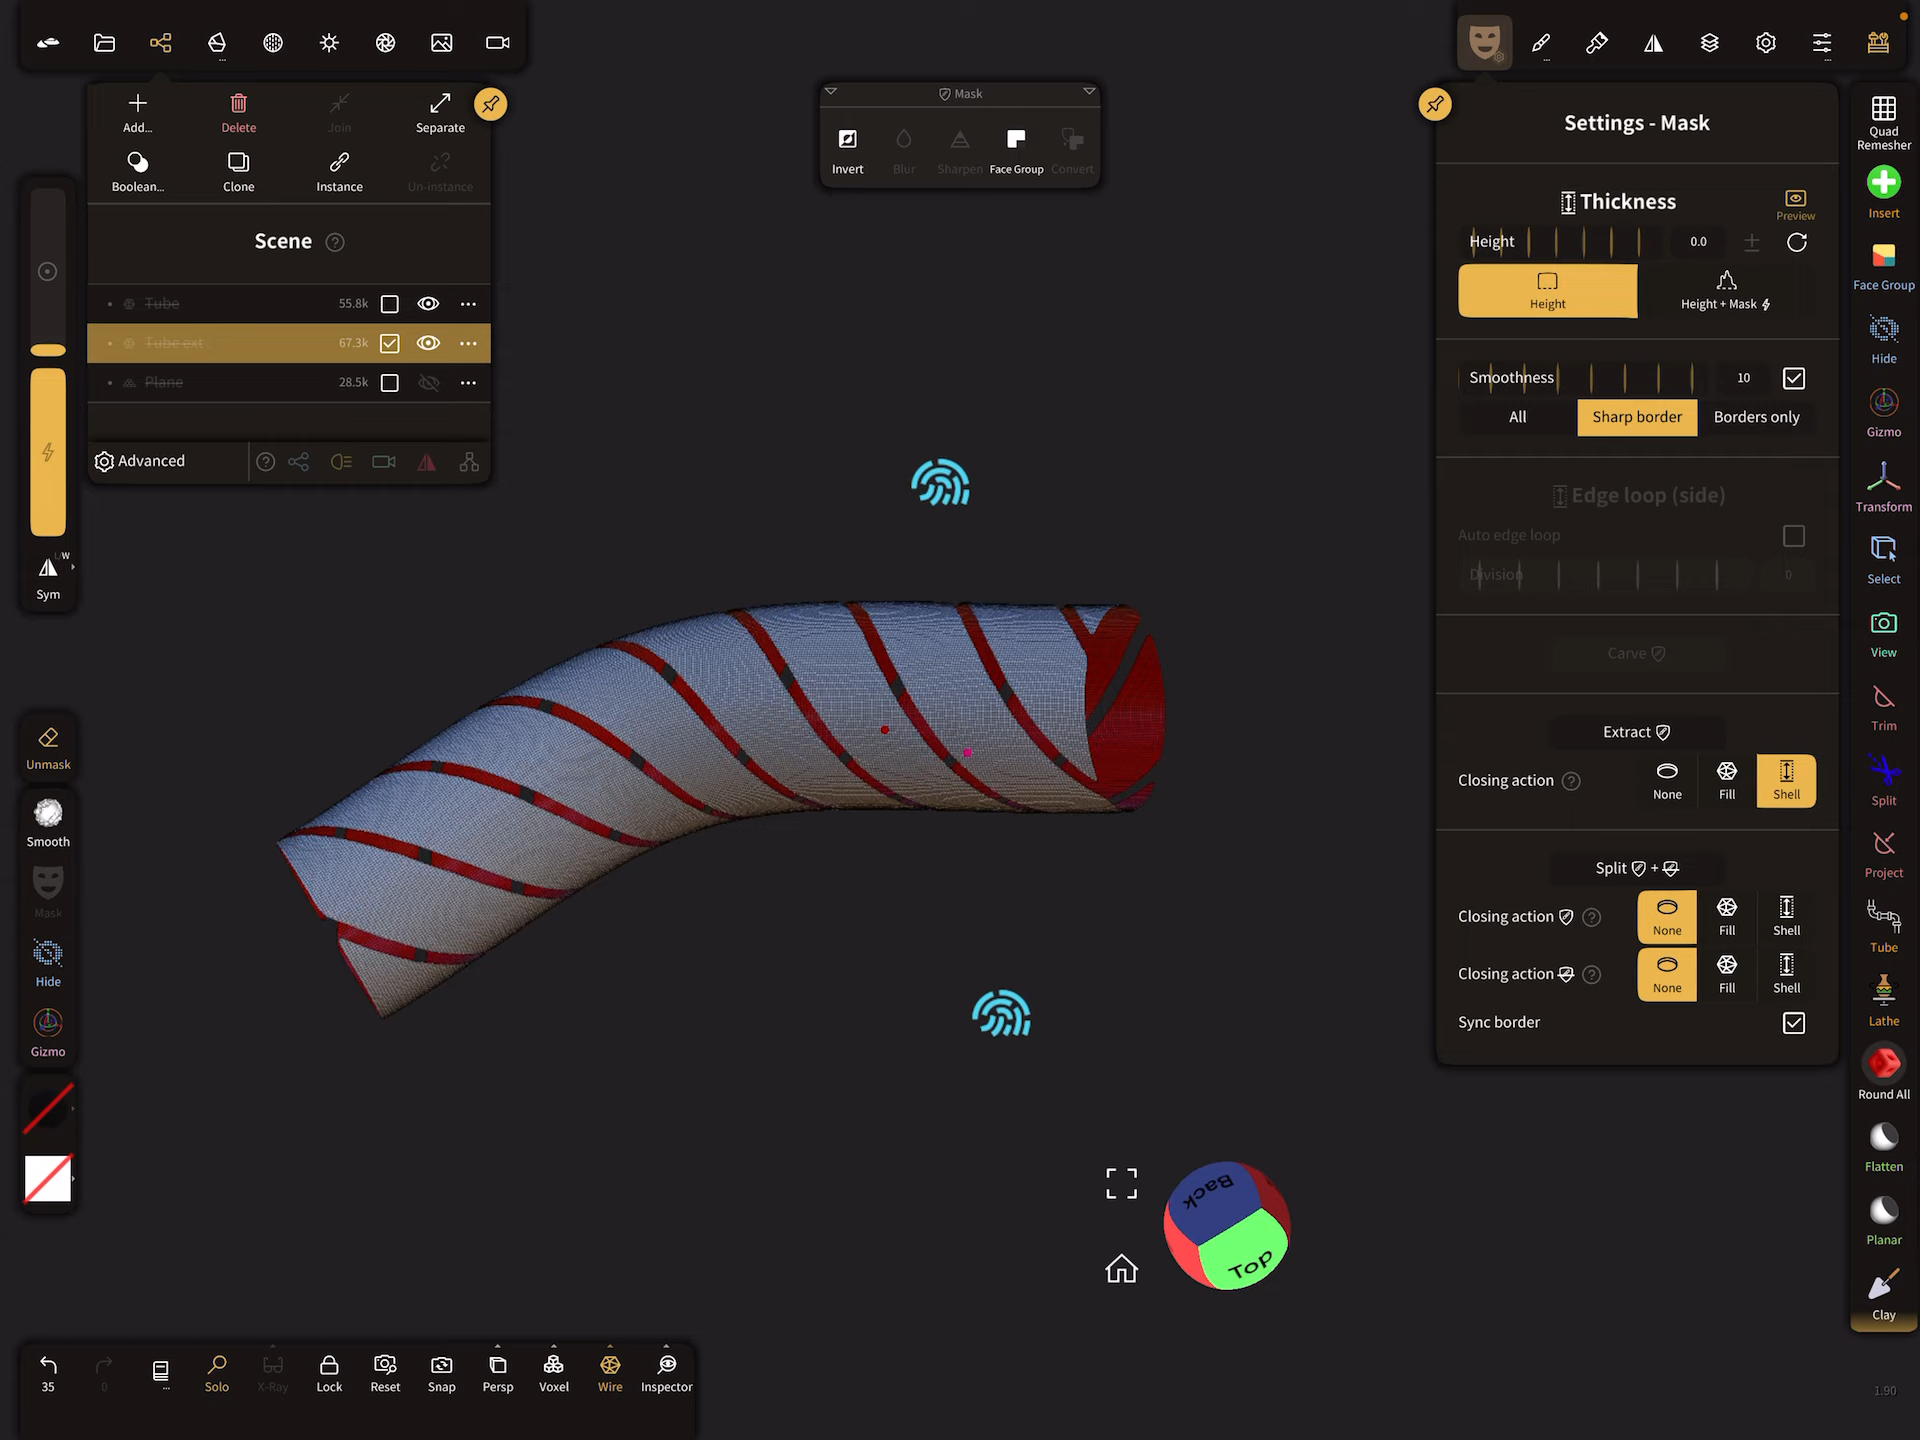 Add...
Delete
Join
Separate
Boolean...
Clone
Instance
Un-instance
Scene ?
Tube 55.8k
Tube ext 67.3k
Plane 28.5k
Advanced
?
L/W
Sym
Unmask
Smooth
Mask
Hide
Gizmo
Mask
Invert
Blur
Sharpen
Face Group
Convert
Settings - Mask
Thickness
Preview
Height 0.0
Height
Height + Mask
Smoothness 10
All
Sharp border
Borders only
Edge loop (side)
Auto edge loop
Division 0
Carve
Extract
Closing action ?
None
Fill
Shell
Split +
Closing action ?
None
Fill
Shell
Closing action ?
None
Fill
Shell
Sync border
Quad
Remesher
Insert
Face Group
Hide
Gizmo
Transform
Select
View
Trim
Split
Project
Tube
Lathe
Round All
Flatten
Planar
Clay
Back
Top
35
0
...
Solo
X-Ray
Lock
Reset
Snap
Persp
Voxel
Wire
Inspector
1.90